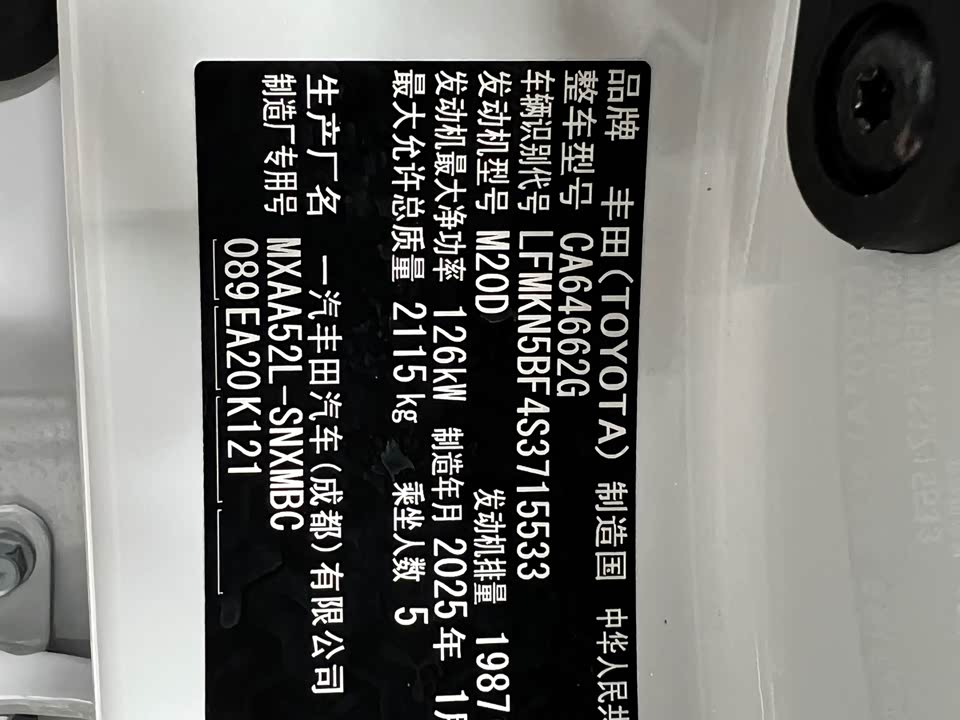 品牌 丰田(TOYOTA) 制造国 中华人民共
整车型号 CA64662G
车辆识别代号 LFMKN5BF4S3715533
发动机型号 M20D 发动机排量 1987
发动机最大净功率 126kW 制造年月 2025年 1月
最大允许总质量 2115kg 乘坐人数 5
生产厂名 一汽丰田汽车(成都)有限公司
制造厂专用号 MXAA52L-SNXMBC
089EA20K121